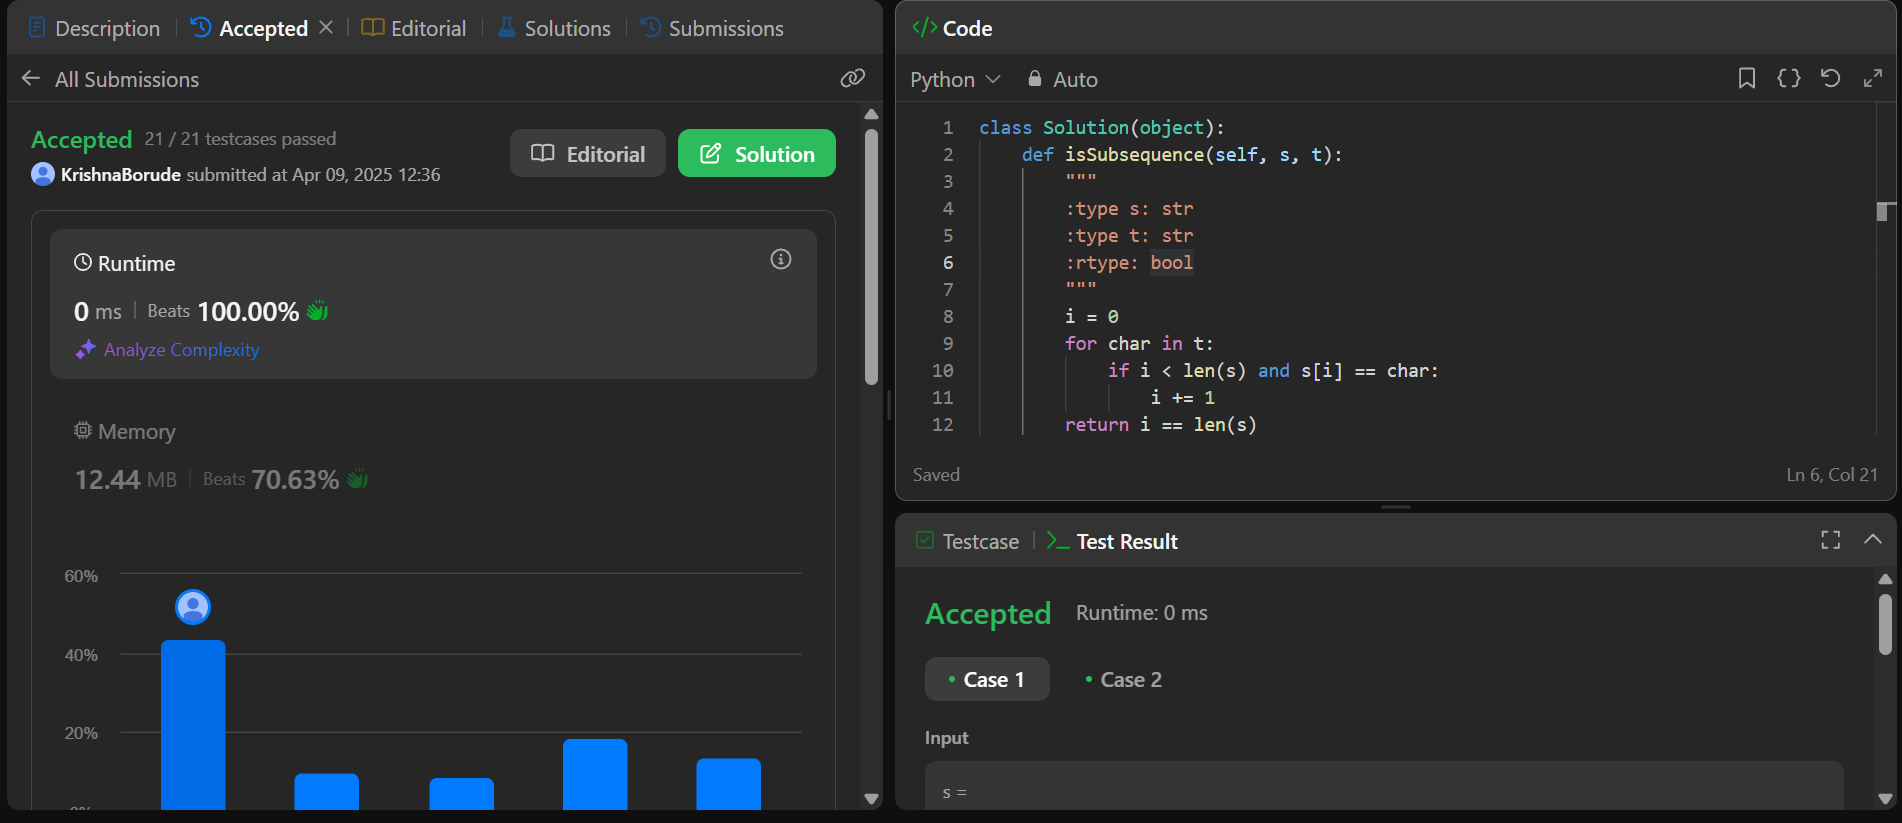 Description
Accepted
Editorial
Solutions
Submissions
All Submissions
Accepted 21 / 21 testcases passed
KrishnaBorude submitted at Apr 09, 2025 12:36
Editorial
Solution
Runtime
0 ms | Beats 100.00%
Analyze Complexity
Memory
12.44 MB | Beats 70.63%
60%
40%
20%
</> Code
Python
Auto
1 class Solution(object):
2 def isSubsequence(self, s, t):
3 """
4 :type s: str
5 :type t: str
6 :rtype: bool
7 """
8 i = 0
9 for char in t:
10 if i < len(s) and s[i] == char:
11 i += 1
12 return i == len(s)
Saved
Ln 6, Col 21
Testcase
Test Result
Accepted Runtime: 0 ms
Case 1
Case 2
Input
s =